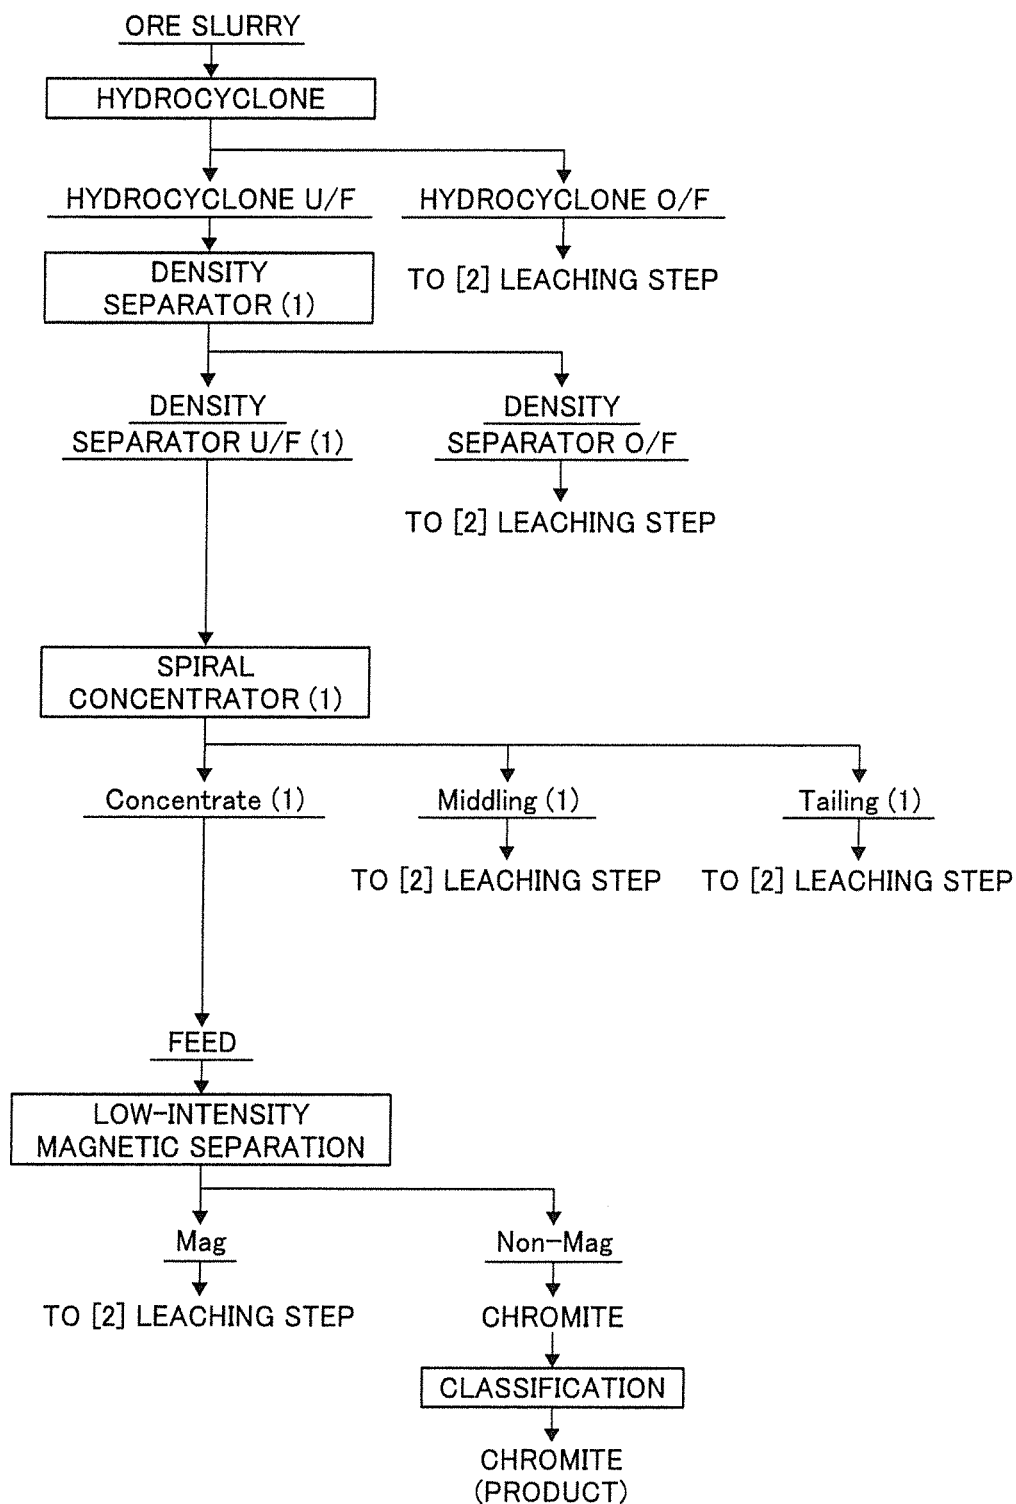 ORE SLURRY
HYDROCYCLONE
HYDROCYCLONE U/F
HYDROCYCLONE O/F
TO [2] LEACHING STEP
DENSITY
SEPARATOR (1)
DENSITY
SEPARATOR U/F (1)
DENSITY
SEPARATOR O/F
TO [2] LEACHING STEP
SPIRAL
CONCENTRATOR (1)
Concentrate (1)
Middling (1)
Tailing (1)
TO [2] LEACHING STEP
TO [2] LEACHING STEP
FEED
LOW-INTENSITY
MAGNETIC SEPARATION
Mag
Non-Mag
TO [2] LEACHING STEP
CHROMITE
CLASSIFICATION
CHROMITE
(PRODUCT)